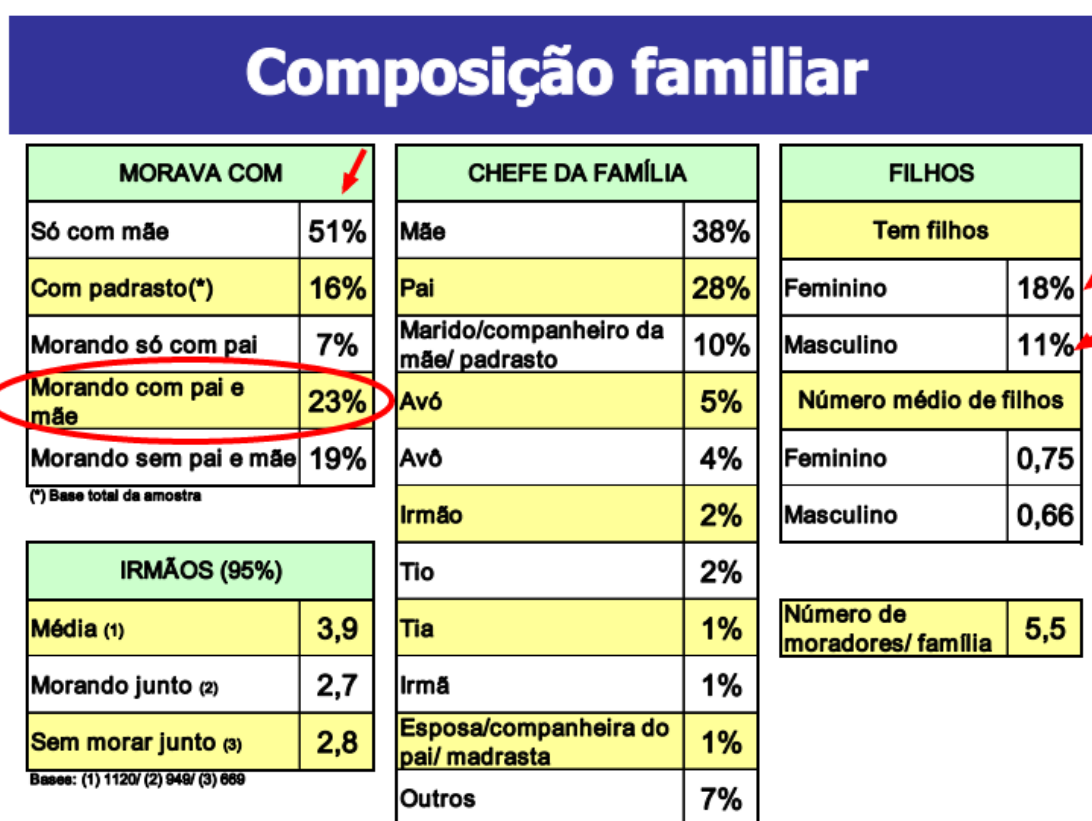 Composição familiar
MORAVA COM
Só com mãe 51%
Com padrasto(*) 16%
Morando só com pai 7%
Morando com pai e
mãe 23%
Morando sem pai e mãe 19%
(*) Base total da amostra
IRMÃOS (95%)
Média (1) 3,9
Morando junto (2) 2,7
Sem morar junto (3) 2,8
Bases: (1) 1120/ (2) 949/ (3) 669
CHEFE DA FAMÍLIA
Mãe 38%
Pai 28%
Marido/companheiro da
mãe/ padrasto 10%
Avó 5%
Avô 4%
Irmão 2%
Tio 2%
Tia 1%
Irmã 1%
Esposa/companheira do
pai/ madrasta 1%
Outros 7%
FILHOS
Tem filhos
Feminino 18%
Masculino 11%
Número médio de filhos
Feminino 0,75
Masculino 0,66
Número de
moradores/ família 5,5